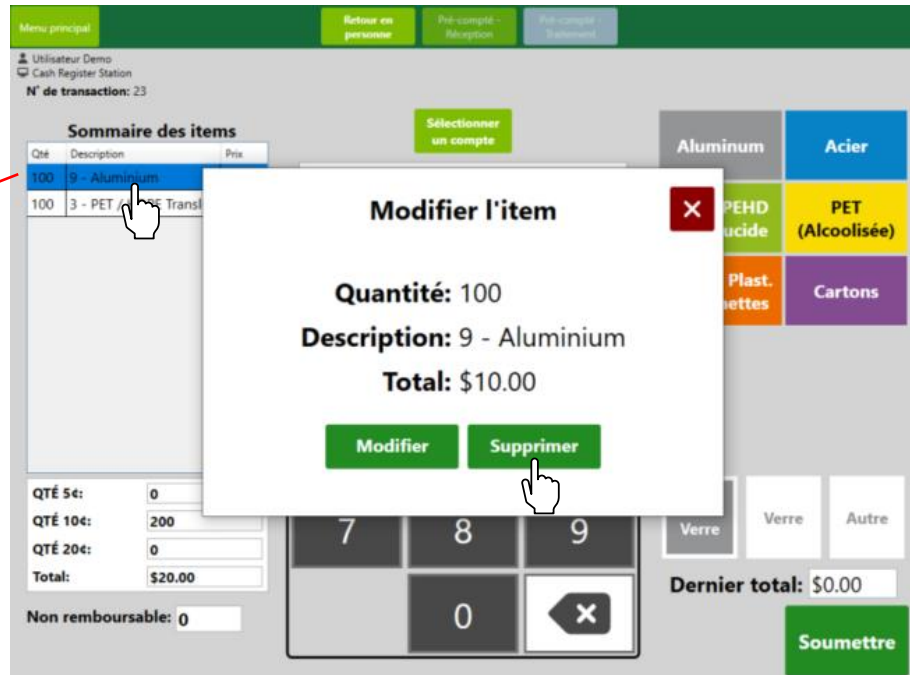 Menu principal
Retour en
personne
Pré-compté -
Réception
Pré-compté -
Traitement
Utilisateur Demo
Cash Register Station
N° de transaction: 23
Sommaire des items
Qté Description Prix
100 9 - Aluminium
100 3 - PET / Transl
Sélectionner
un compte
Modifier l'item
Quantité: 100
Description: 9 - Aluminium
Total: $10.00
Modifier Supprimer
Aluminum
Acier
PEHD
PET
(Alcoolisée)
Plast.
Cartons
QTÉ 5¢: 0
QTÉ 10¢: 200
QTÉ 20¢: 0
Total: $20.00
Non remboursable: 0
7 8 9
0
Verre
Verre
Autre
Dernier total: $0.00
Soumettre